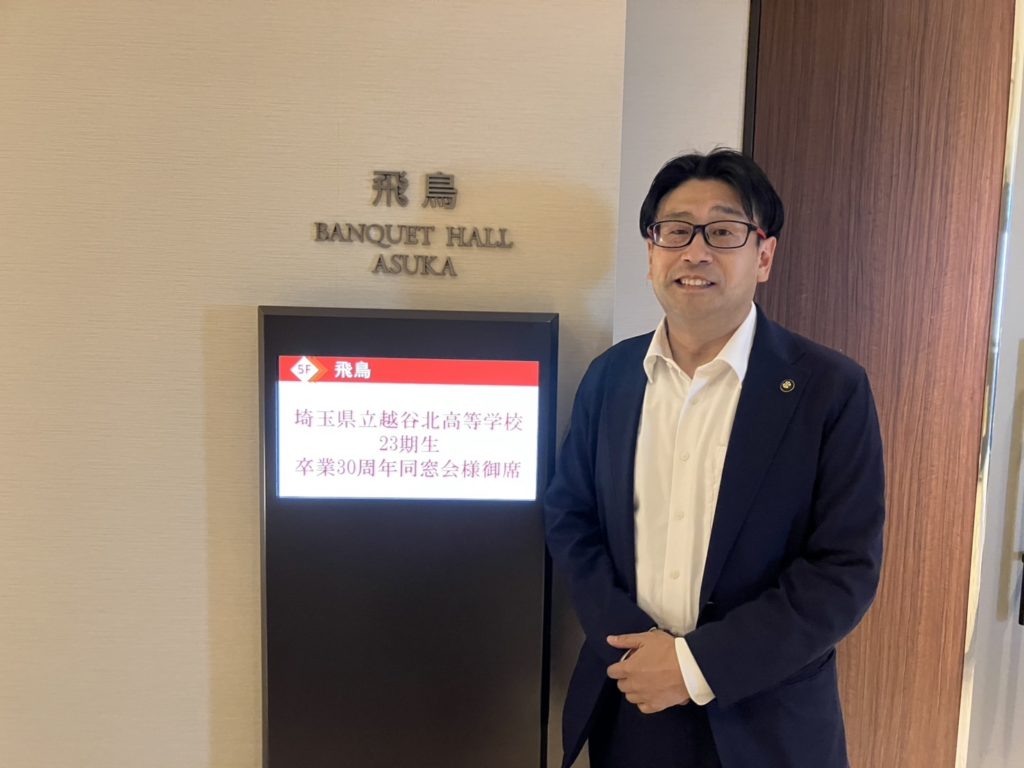 飛鳥
BANQUET HALL
ASUKA
5F 飛鳥
埼玉県立越谷北高等学校
23期生
卒業30周年同窓会様御席